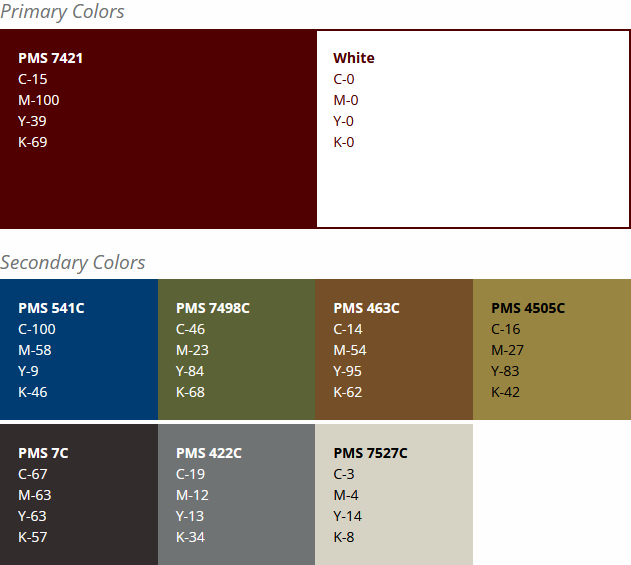 Primary Colors
PMS 7421
C-15
M-100
Y-39
K-69
White
C-0
M-0
Y-0
K-0
Secondary Colors
PMS 541C
C-100
M-58
Y-9
K-46
PMS 7498C
C-46
M-23
Y-84
K-68
PMS 463C
C-14
M-54
Y-95
K-62
PMS 4505C
C-16
M-27
Y-83
K-42
PMS 7C
C-67
M-63
Y-63
K-57
PMS 422C
C-19
M-12
Y-13
K-34
PMS 7527C
C-3
M-4
Y-14
K-8